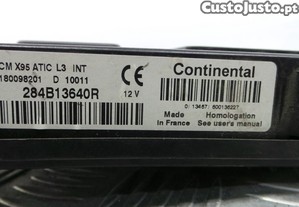 CustoJusto.pt
CM X95 ATIC L3 INT
180098201 D 10011
284B13640R
CE
12 V
Continental
Made
In France
Homologation
See user's manual